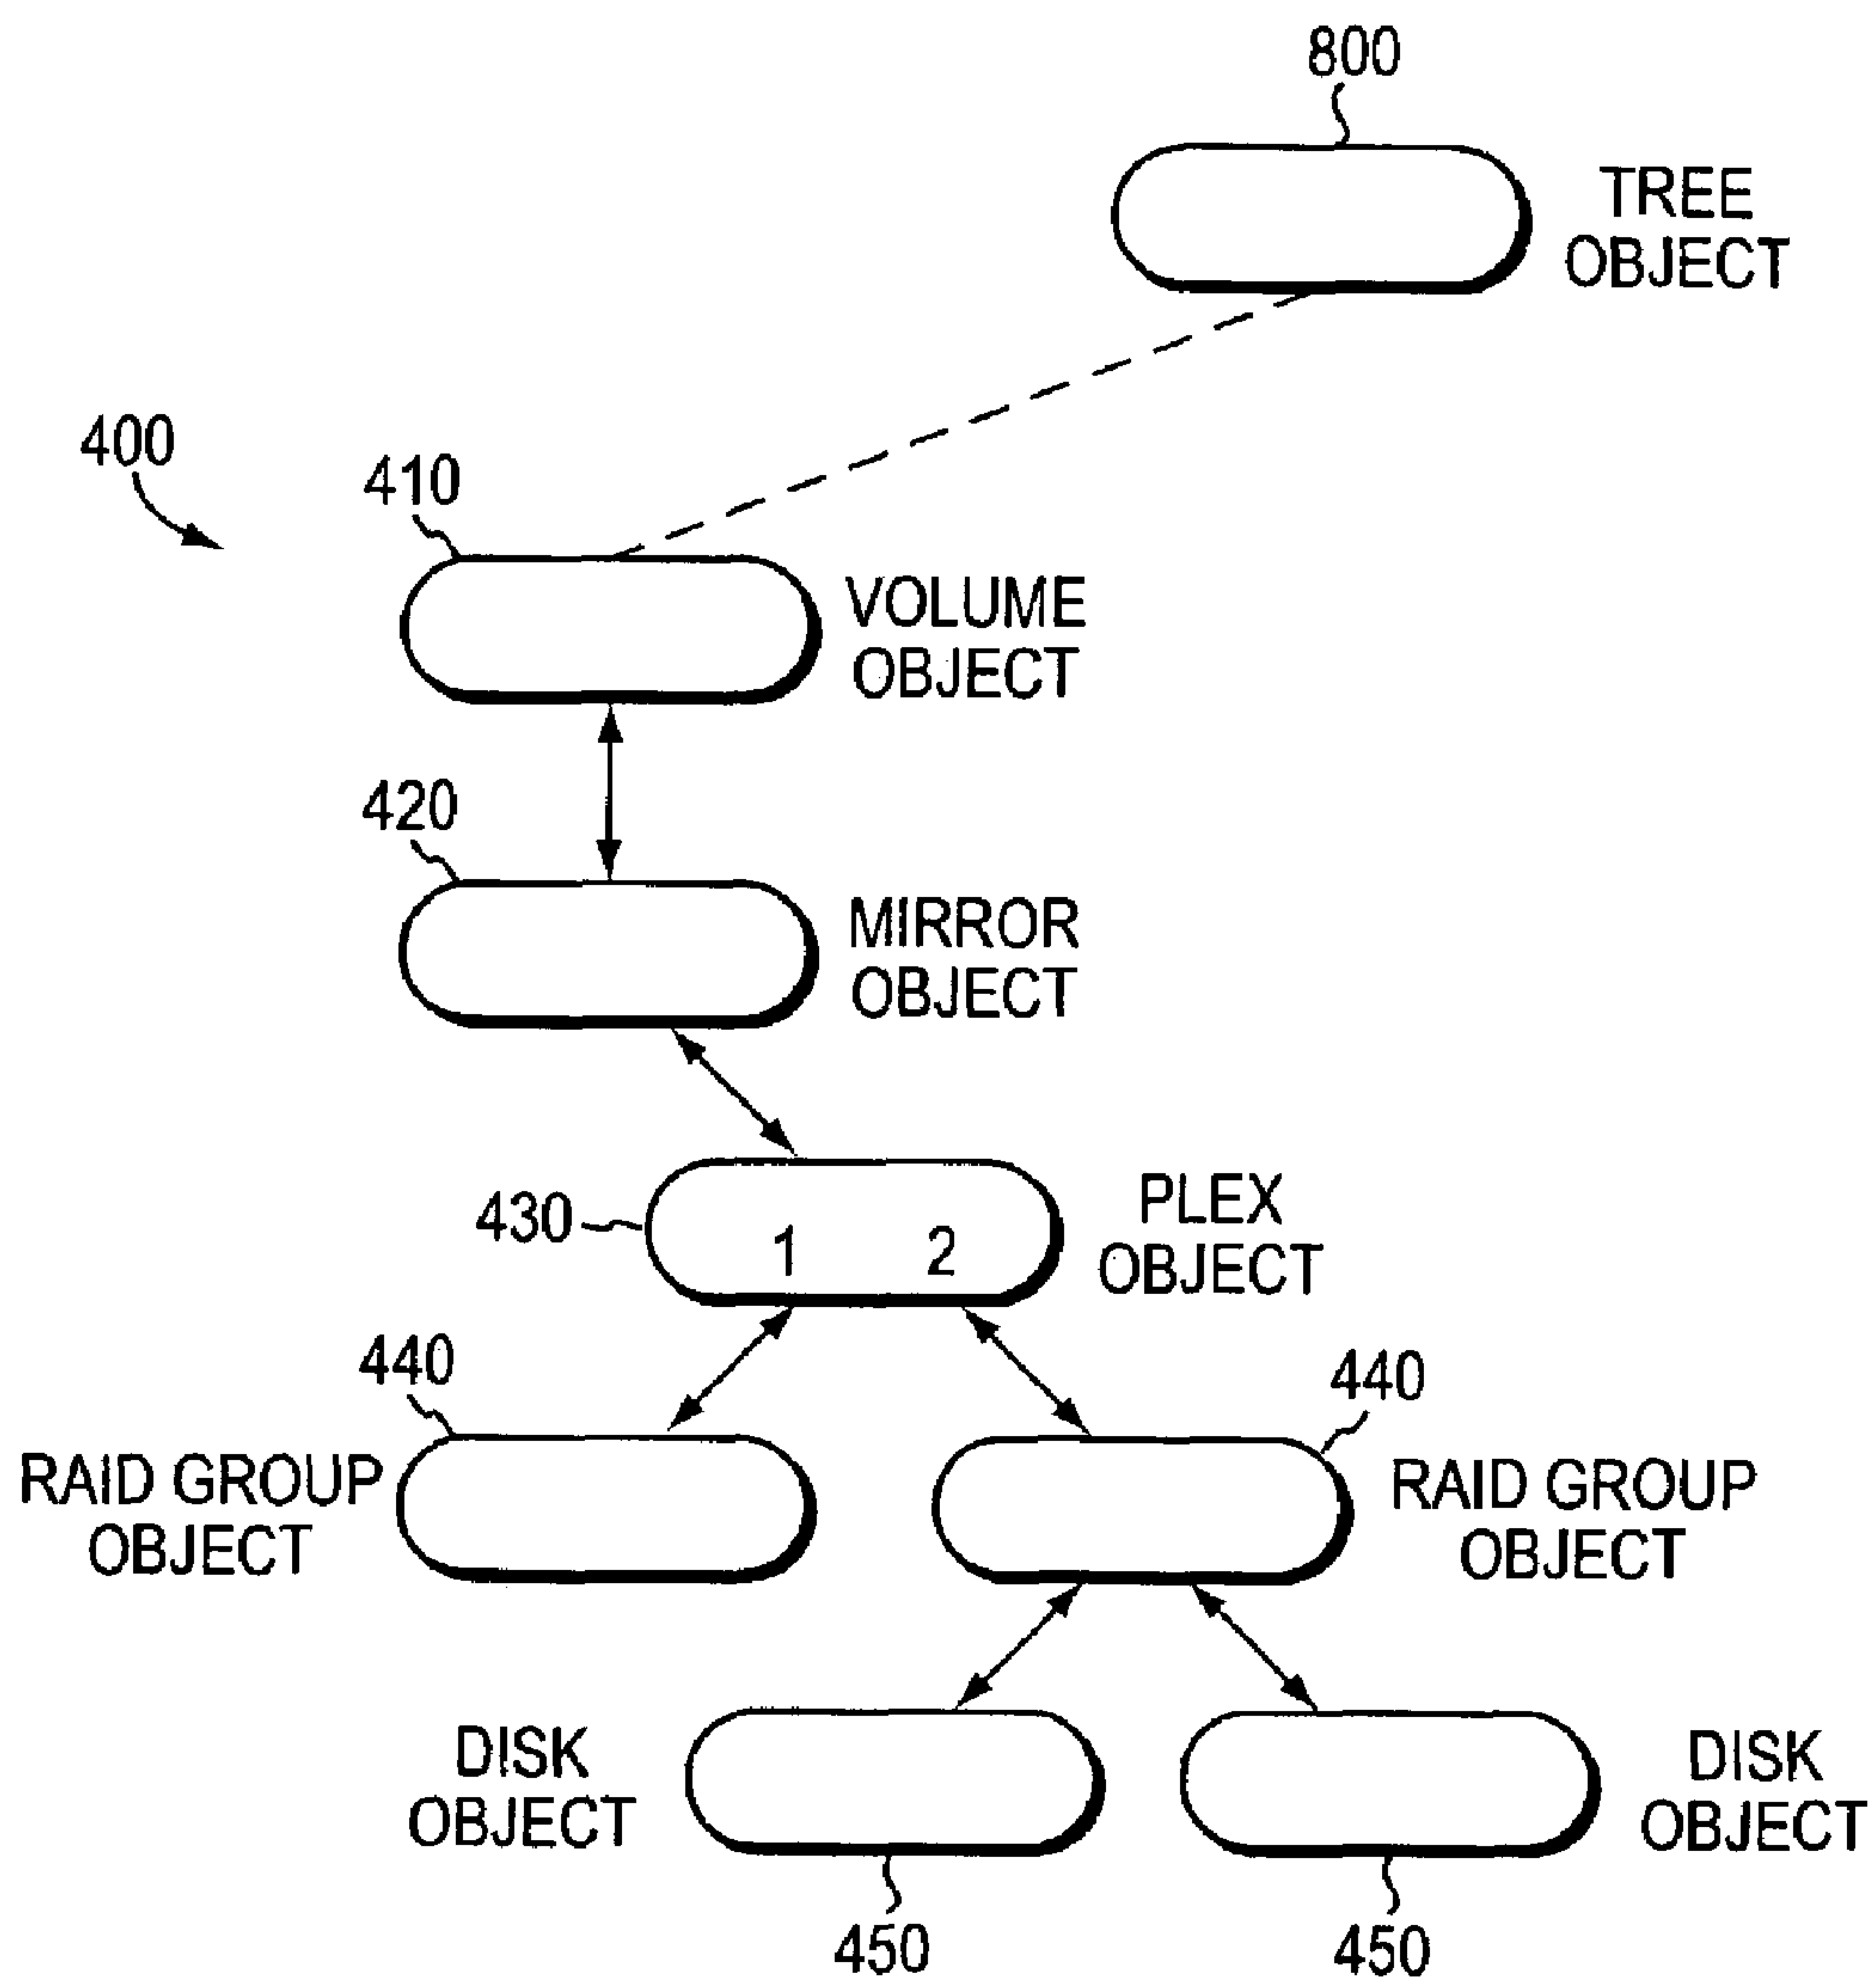 800
TREE
OBJECT
400
410
VOLUME
OBJECT
420
MIRROR
OBJECT
430
1 2
PLEX
OBJECT
440
RAID GROUP
OBJECT
440
RAID GROUP
OBJECT
DISK
OBJECT
DISK
OBJECT
450
450